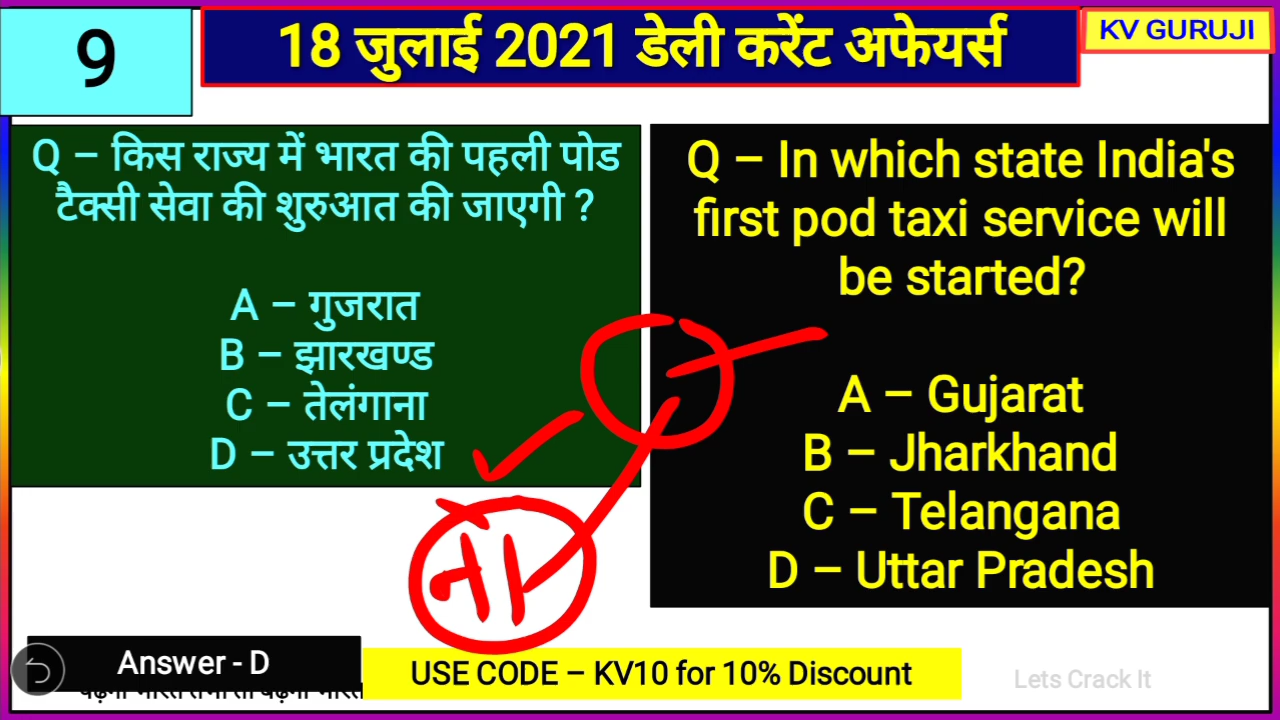 9
18 जुलाई 2021 डेली करेंट अफेयर्स
KV GURUJI
Q – किस राज्य में भारत की पहली पोड
टैक्सी सेवा की शुरुआत की जाएगी ?
A – गुजरात
B – झारखण्ड
C – तेलंगाना
D – उत्तर प्रदेश
Q – In which state India's
first pod taxi service will
be started?
A – Gujarat
B – Jharkhand
C – Telangana
D – Uttar Pradesh
Answer - D
USE CODE – KV10 for 10% Discount
Lets Crack It